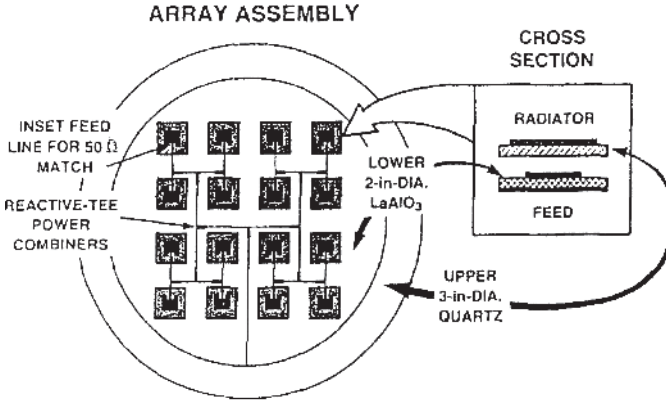 ARRAY ASSEMBLY
CROSS
SECTION
INSET FEED
LINE FOR 50 Ω
MATCH
REACTIVE-TEE
POWER
COMBINERS
LOWER
2-in-DIA.
LaAlO3
RADIATOR
FEED
UPPER
3-in-DIA.
QUARTZ